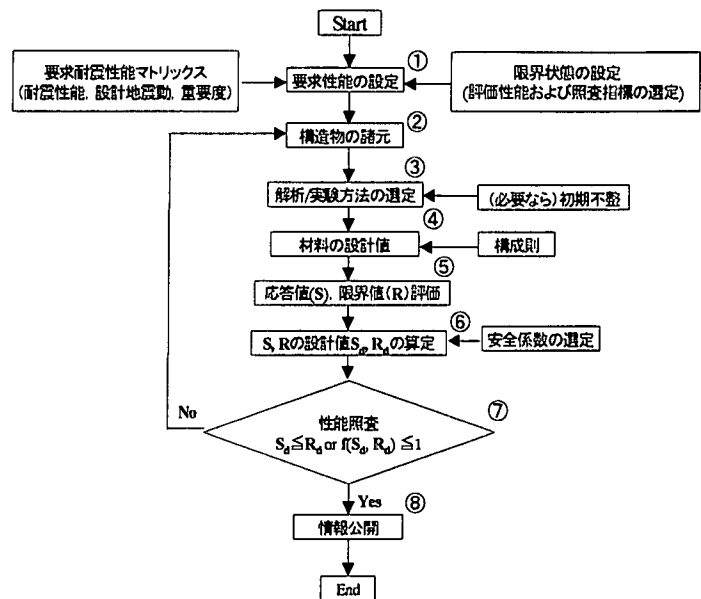 Start
①
要求耐震性能マトリックス
(耐震性能, 設計地震動, 重要度)
要求性能の設定
限界状態の設定
(評価性能および照査指標の選定)
②
構造物の諸元
③
解析/実験方法の選定
(必要なら)初期不整
④
材料の設計値
構成則
⑤
応答値(S), 限界値(R)評価
⑥
S, Rの設計値Sd, Rdの算定
安全係数の選定
No
⑦
性能照査
Sd≦Rd or f(Sd, Rd) ≦1
Yes
⑧
情報公開
End